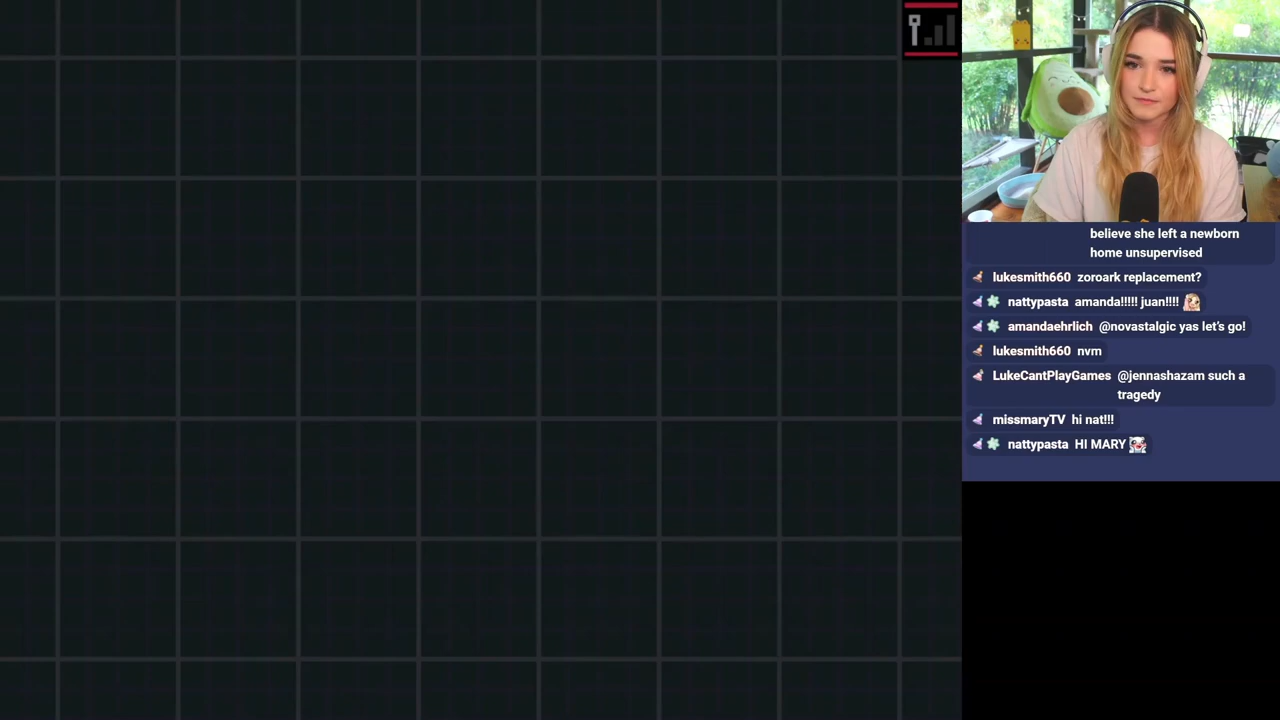 believe she left a newborn
home unsupervised
lukesmith660 zoroark replacement?
nattypasta amanda!!!!! juan!!!!
amandaehrlich @novastalgic yas let's go!
lukesmith660 nvm
LukeCantPlayGames @jennashazam such a
tragedy
missmaryTV hi nat!!!
nattypasta HI MARY